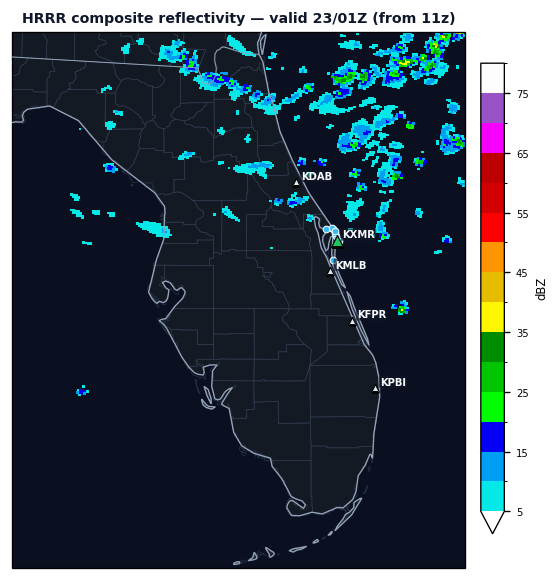 HRRR composite reflectivity — valid 23/01Z (from 11z)
KDAB
KXMR
KMLB
KFPR
KPBI
75
65
55
45
35
25
15
5
dBZ